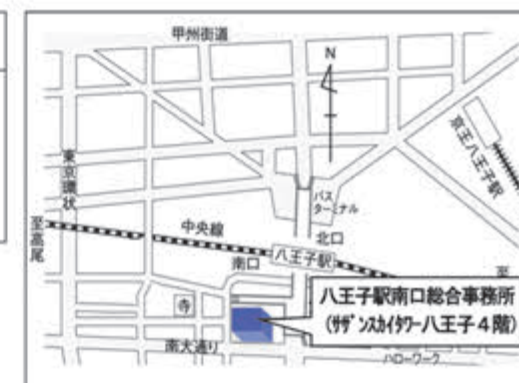 甲州街道
N
京王八王子駅
東京環状
バス
ターミナル
至高尾
中央線
北口
八王子駅
南口
至
八王子駅南口総合事務所
(ｻｻﾞﾝｽｶｲﾀﾜｰ八王子４階)
寺
南大通り
ハローワーク